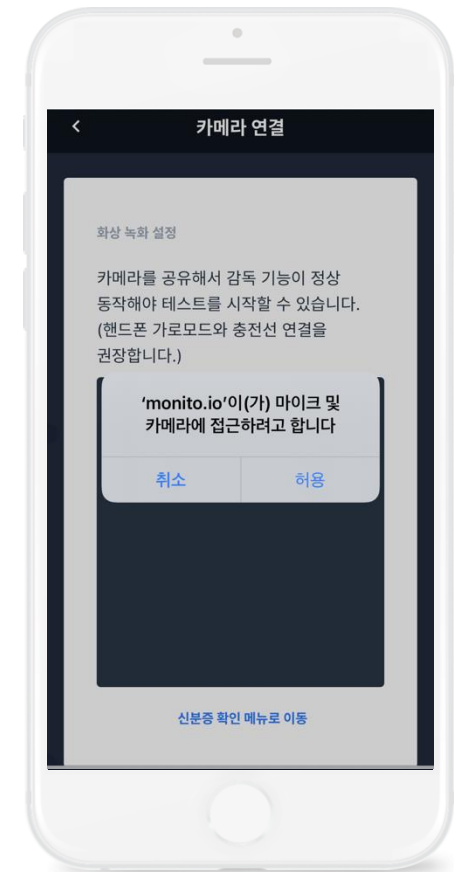 카메라 연결
화상 녹화 설정
카메라를 공유해서 감독 기능이 정상
동작해야 테스트를 시작할 수 있습니다.
(핸드폰 가로모드와 충전선 연결을
권장합니다.)
‘monito.io’이(가) 마이크 및
카메라에 접근하려고 합니다
취소 허용
신분증 확인 메뉴로 이동